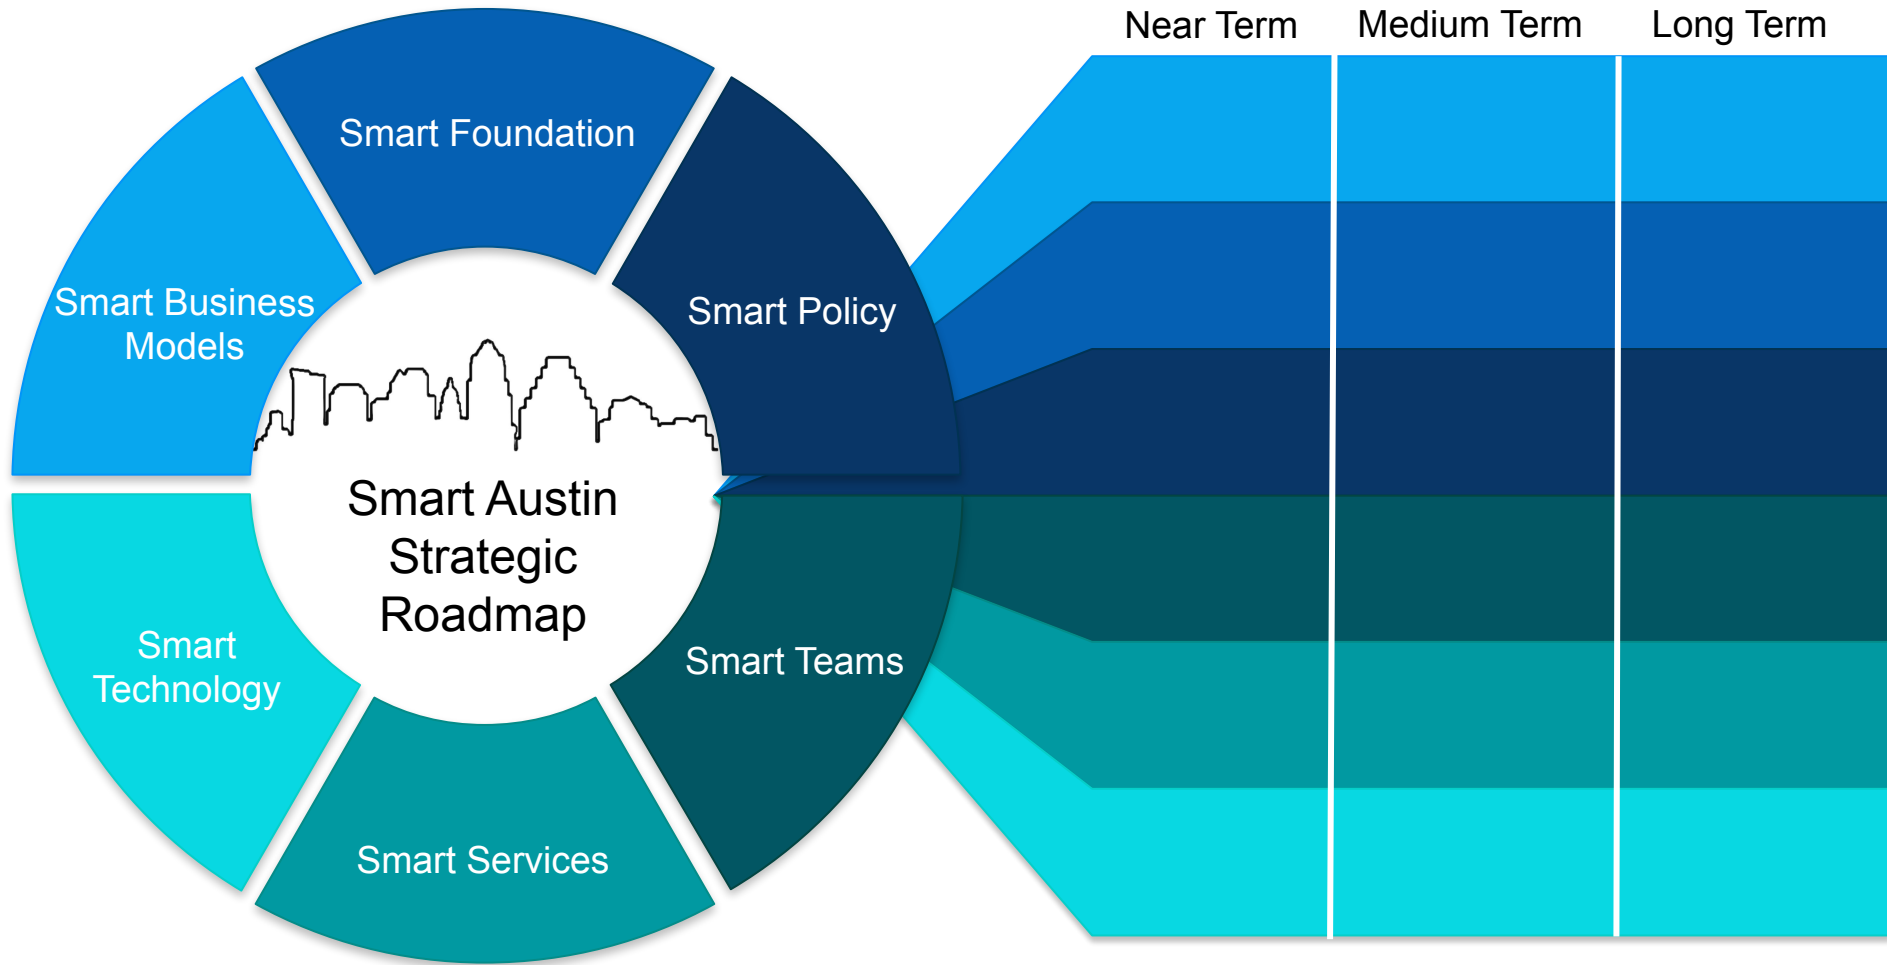 Near Term
Medium Term
Long Term
Smart Foundation
Smart Policy
Smart Business
Models
Smart Austin
Strategic
Roadmap
Smart
Technology
Smart Teams
Smart Services